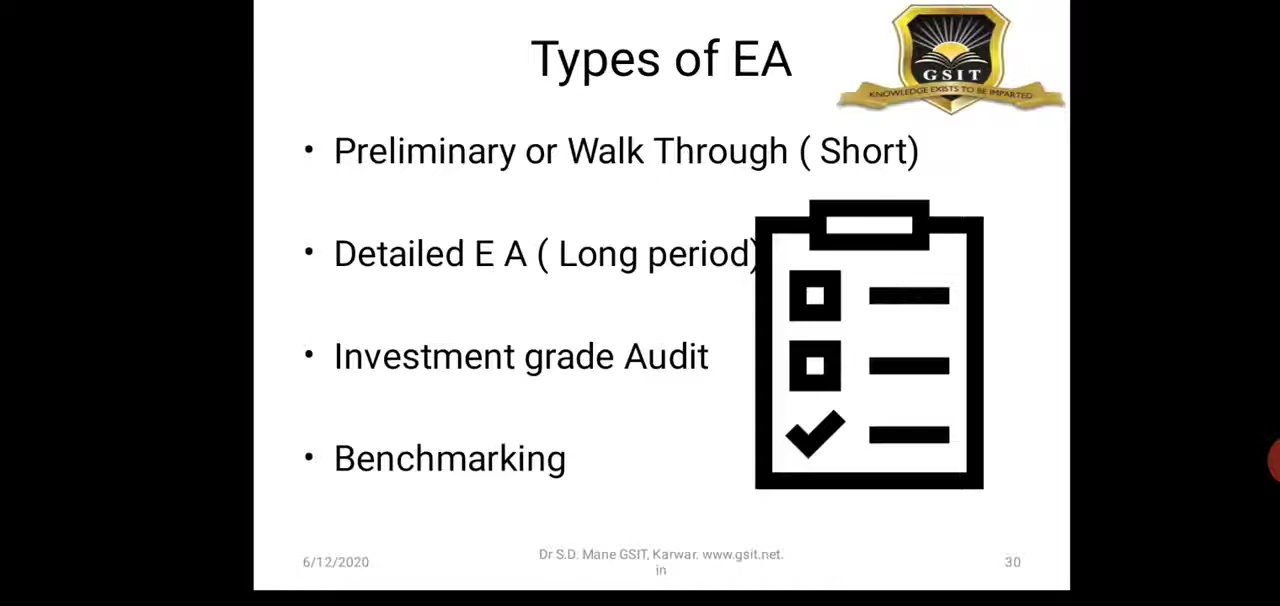 Types of EA
GSIT
KNOWLEDGE EXISTS TO BE IMPARTED
• Preliminary or Walk Through ( Short)
• Detailed E A ( Long period)
• Investment grade Audit
• Benchmarking
6/12/2020
Dr S.D. Mane GSIT, Karwar. www.gsit.net.
in
30